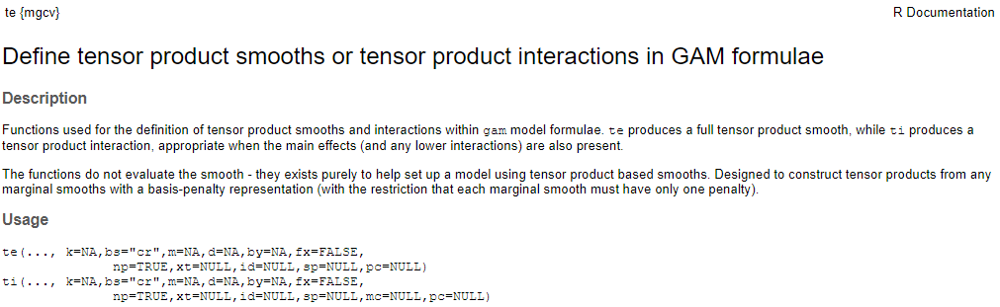 te {mgcv} R Documentation
Define tensor product smooths or tensor product interactions in GAM formulae
Description
Functions used for the definition of tensor product smooths and interactions within gam model formulae. te produces a full tensor product smooth, while ti produces a
tensor product interaction, appropriate when the main effects (and any lower interactions) are also present.
The functions do not evaluate the smooth - they exists purely to help set up a model using tensor product based smooths. Designed to construct tensor products from any
marginal smooths with a basis-penalty representation (with the restriction that each marginal smooth must have only one penalty).
Usage
te(..., k=NA,bs="cr",m=NA,d=NA,by=NA,fx=FALSE,
np=TRUE,xt=NULL,id=NULL,sp=NULL,pc=NULL)
ti(..., k=NA,bs="cr",m=NA,d=NA,by=NA,fx=FALSE,
np=TRUE,xt=NULL,id=NULL,sp=NULL,mc=NULL,pc=NULL)